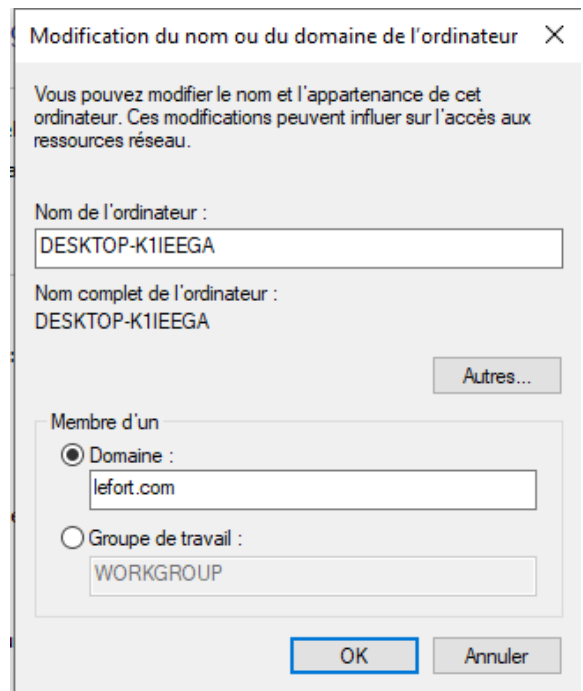 Modification du nom ou du domaine de l'ordinateur
Vous pouvez modifier le nom et l'appartenance de cet
ordinateur. Ces modifications peuvent influer sur l'accès aux
ressources réseau.
Nom de l'ordinateur :
DESKTOP-K1IEEGA
Nom complet de l'ordinateur :
DESKTOP-K1IEEGA
Autres...
Membre d'un
Domaine :
lefort.com
Groupe de travail :
WORKGROUP
OK Annuler